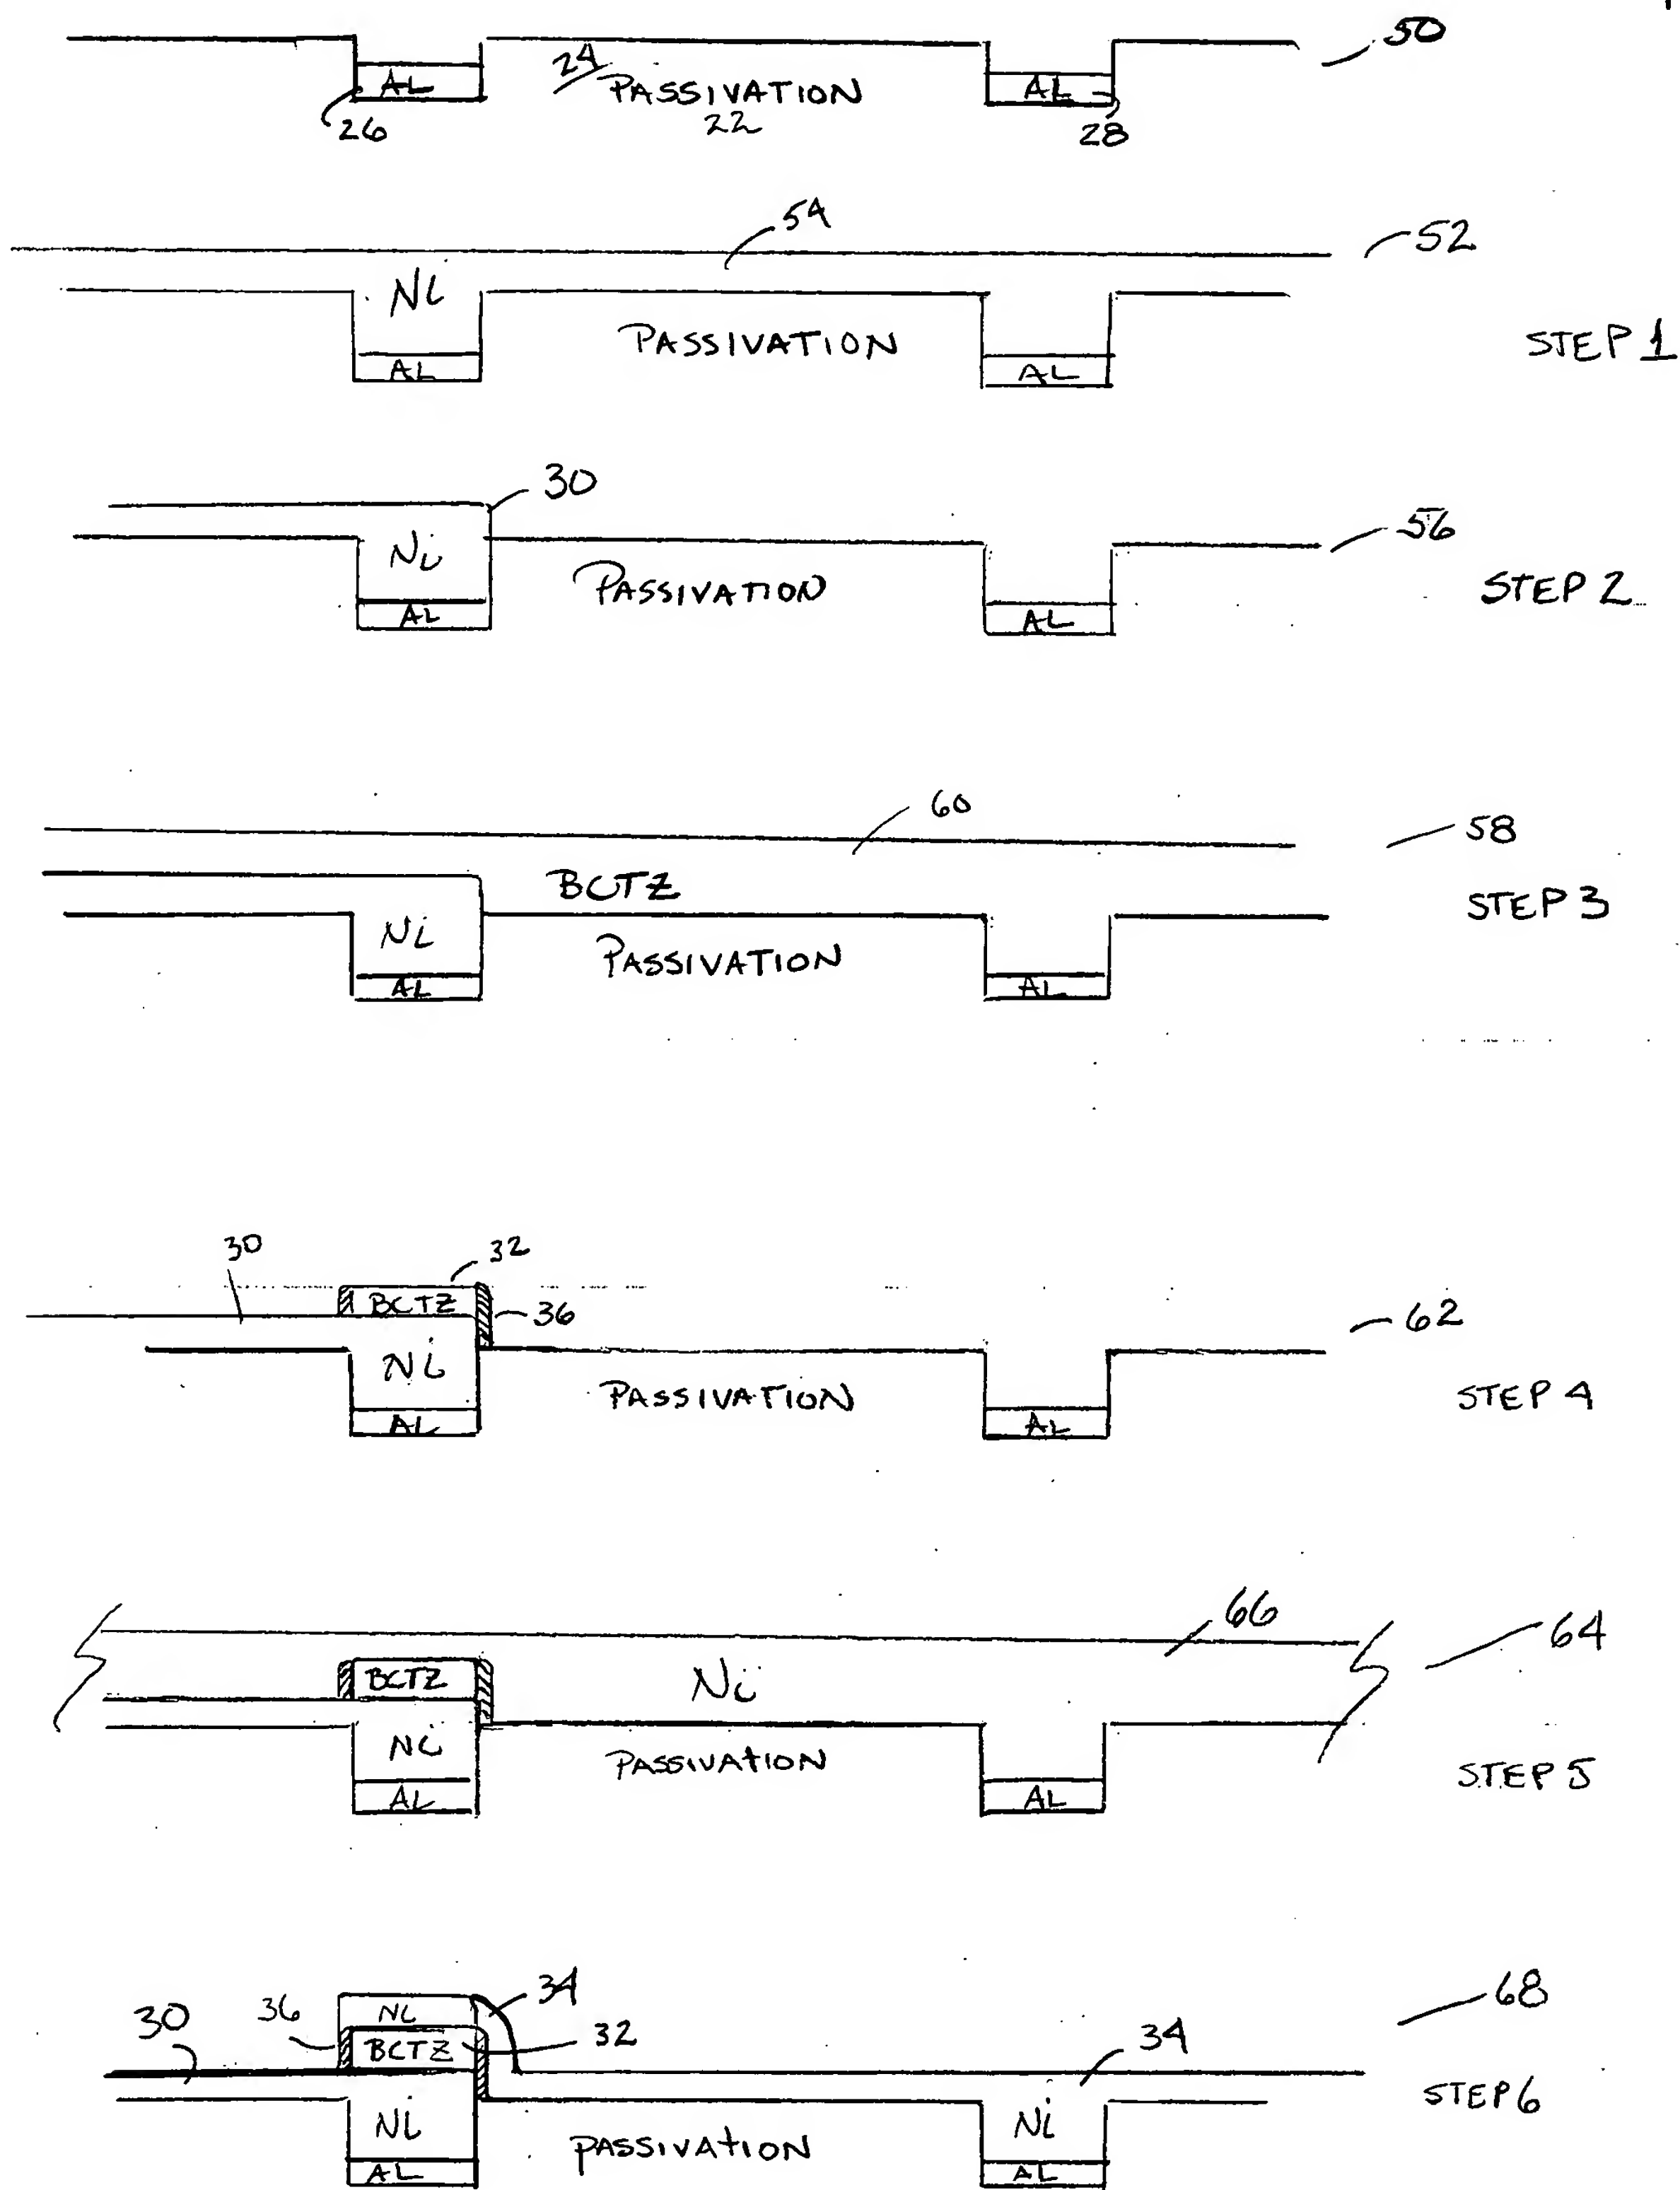 50
24
AL
PASSIVATION
AL
26
22
28
54
52
Ni
PASSIVATION
STEP 1
AL
AL
30
56
Ni
PASSIVATION
STEP 2
AL
AL
60
58
BCTZ
STEP 3
Ni
PASSIVATION
AL
AL
30
32
BCTZ
36
62
Ni
PASSIVATION
STEP 4
AL
AL
66
64
BCTZ
Ni
Ni
PASSIVATION
STEP 5
AL
AL
34
68
36
Ni
30
32
34
BCTZ
STEP 6
Ni
PASSIVATION
Ni
AL
AL